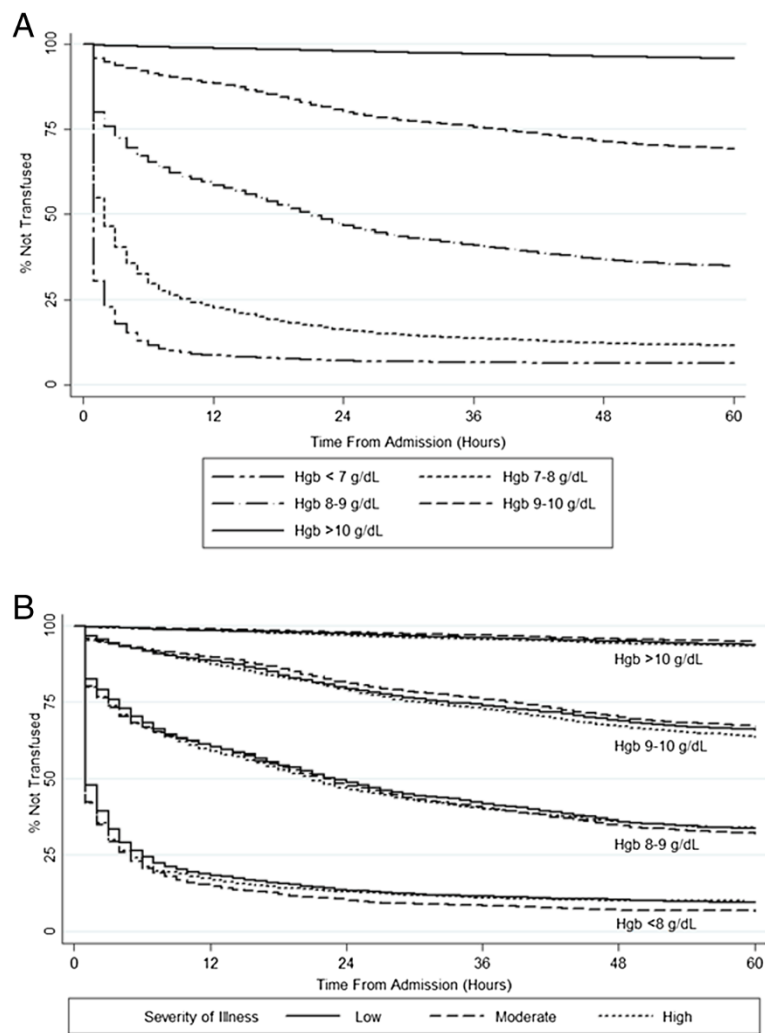 A
% Not Transfused
100
75
50
25
0
0 12 24 36 48 60
Time From Admission (Hours)
Hgb < 7 g/dL Hgb 7-8 g/dL
Hgb 8-9 g/dL Hgb 9-10 g/dL
Hgb >10 g/dL
B
% Not Transfused
100
75
50
25
0
Hgb >10 g/dL
Hgb 9-10 g/dL
Hgb 8-9 g/dL
Hgb <8 g/dL
0 12 24 36 48 60
Time From Admission (Hours)
Severity of Illness Low Moderate High